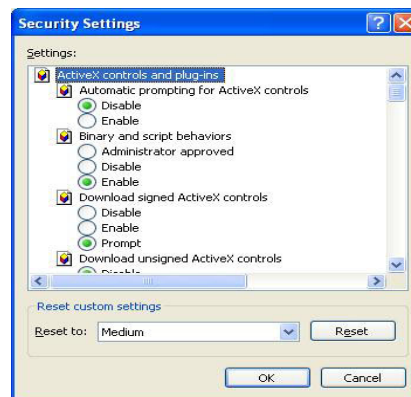 Security Settings
Settings:
ActiveX controls and plug-ins
Automatic prompting for ActiveX controls
Disable
Enable
Binary and script behaviors
Administrator approved
Disable
Enable
Download signed ActiveX controls
Disable
Enable
Prompt
Download unsigned ActiveX controls
Disable
Reset custom settings
Reset to: Medium Reset
OK Cancel